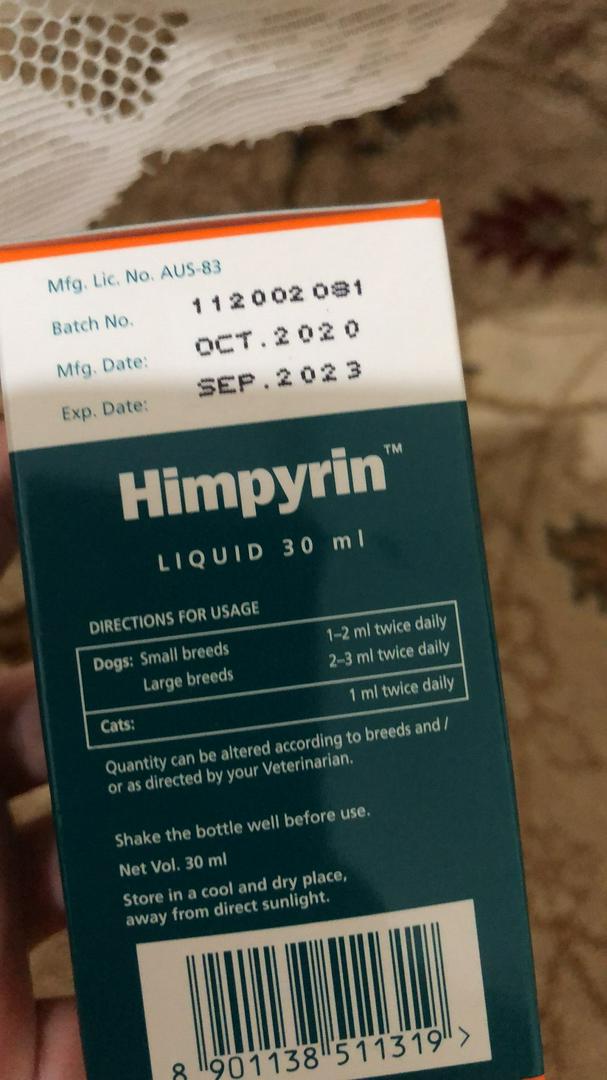 Mfg. Lic. No. AUS-83
Batch No. 112002081
Mfg. Date: OCT.2020
Exp. Date: SEP.2023
Himpyrin™
LIQUID 30 ml
DIRECTIONS FOR USAGE
Dogs: Small breeds 1–2 ml twice daily
Large breeds 2–3 ml twice daily
Cats: 1 ml twice daily
Quantity can be altered according to breeds and /
or as directed by your Veterinarian.
Shake the bottle well before use.
Net Vol. 30 ml
Store in a cool and dry place,
away from direct sunlight.
8 901138 511319 >